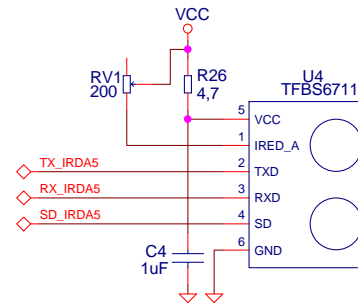 VCC
U4
TFBS6711
RV1
200
R26
4,7
5
VCC
1
IRED_A
TX_IRDA5
2
TXD
RX_IRDA5
3
RXD
SD_IRDA5
4
SD
6
GND
C4
1uF